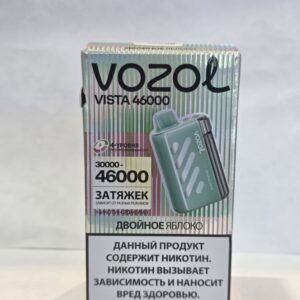 VOZOL
VISTA 46000
30000-
46000
ЗАТЯЖЕК
ДВОЙНОЕ ЯБЛОКО
ДАННЫЙ ПРОДУКТ
СОДЕРЖИТ НИКОТИН.
НИКОТИН ВЫЗЫВАЕТ
ЗАВИСИМОСТЬ И НАНОСИТ
ВРЕД ЗДОРОВЬЮ.